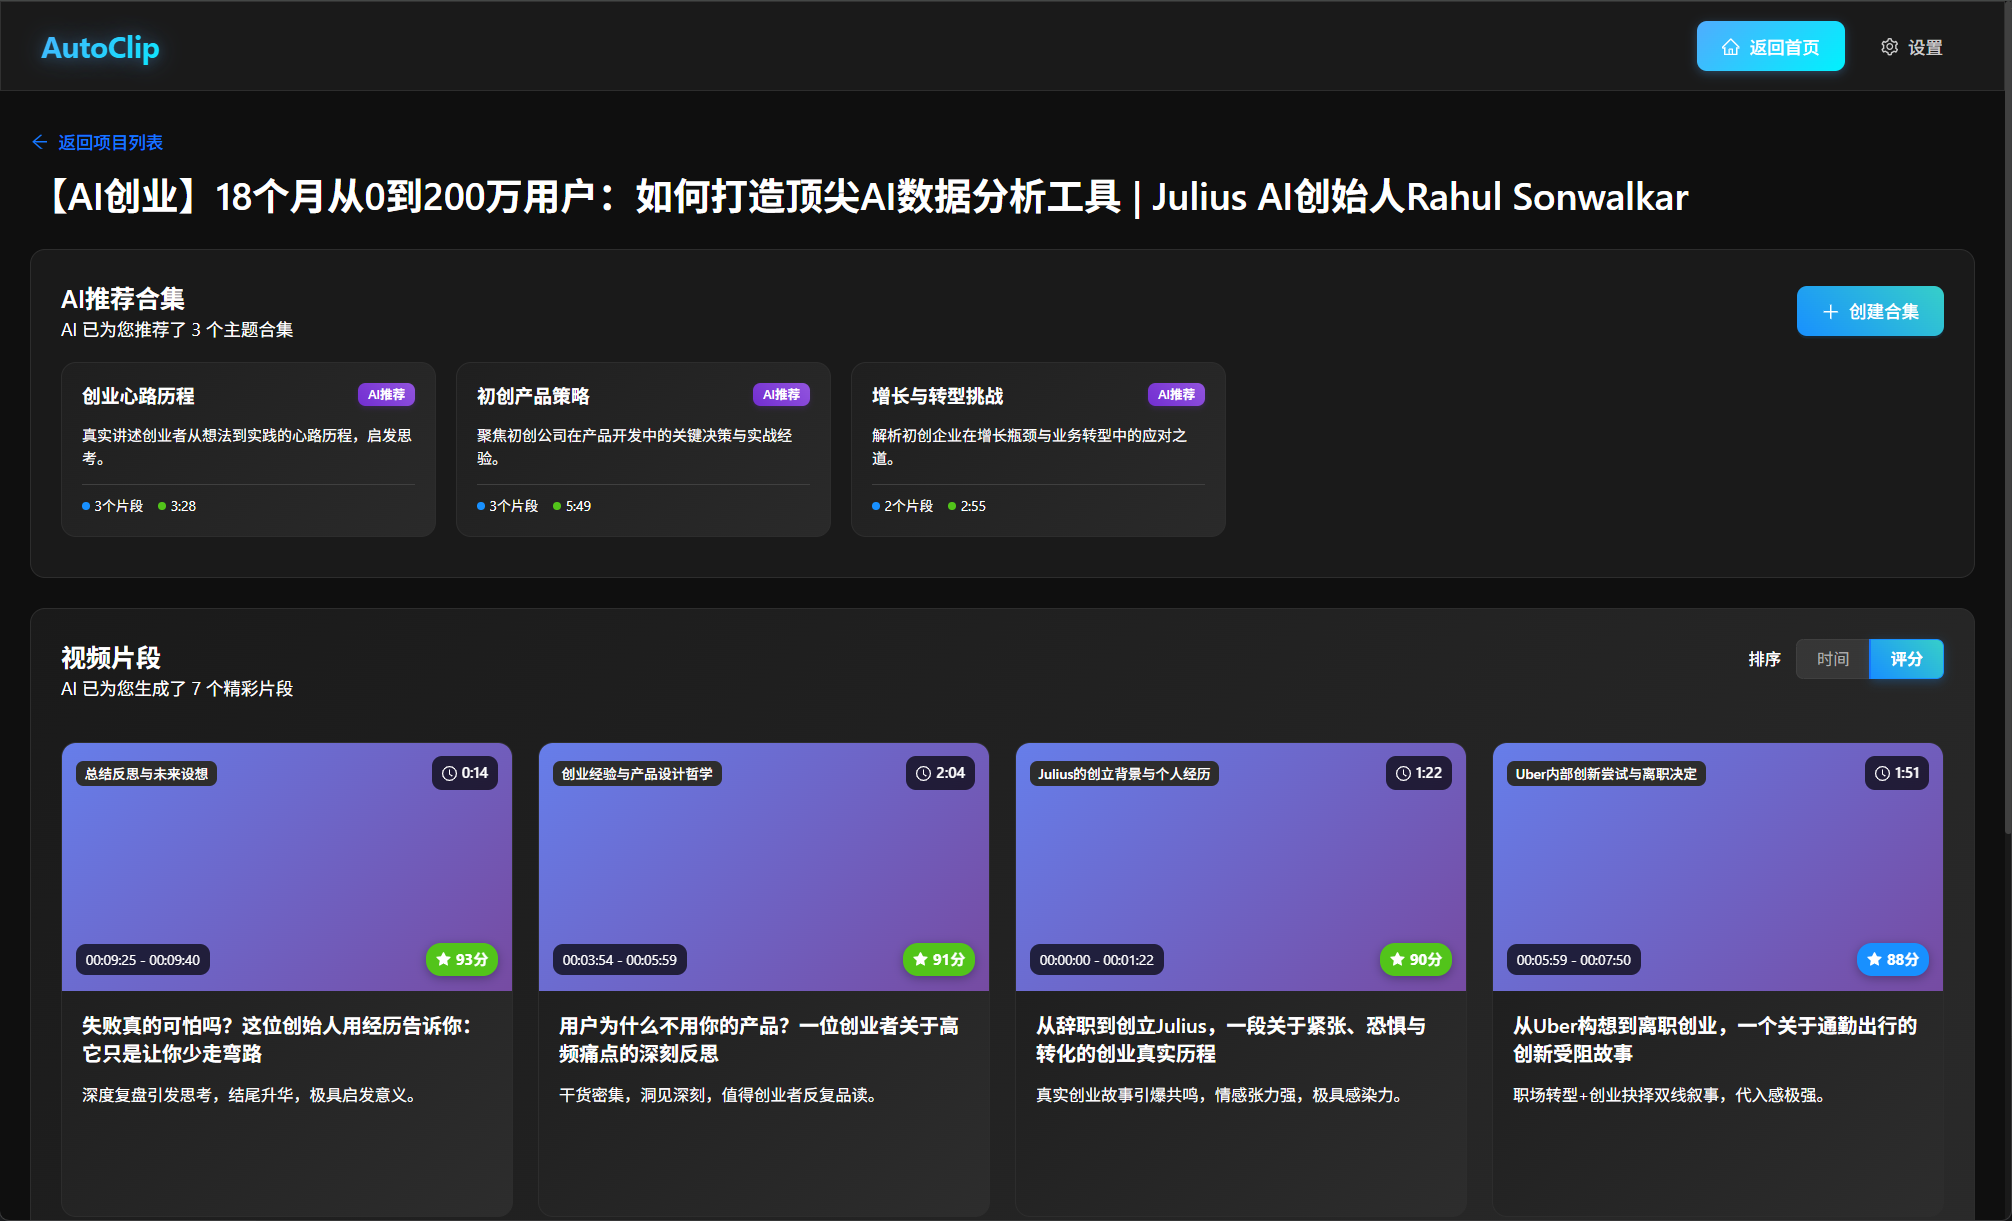 AutoClip
返回首页
设置
返回项目列表
【AI创业】18个月从0到200万用户：如何打造顶尖AI数据分析工具 | Julius AI创始人Rahul Sonwalkar
AI推荐合集
AI 已为您推荐了 3 个主题合集
创建合集
创业心路历程
AI推荐
真实讲述创业者从想法到实践的心路历程，启发思
考。
3个片段
3:28
初创产品策略
AI推荐
聚焦初创公司在产品开发中的关键决策与实战经
验。
3个片段
5:49
增长与转型挑战
AI推荐
解析初创企业在增长瓶颈与业务转型中的应对之
道。
2个片段
2:55
视频片段
AI 已为您生成了 7 个精彩片段
排序
时间
评分
总结反思与未来设想
0:14
00:09:25 - 00:09:40
93分
失败真的可怕吗？这位创始人用经历告诉你：
它只是让你少走弯路
深度复盘引发思考，结尾升华，极具启发意义。
创业经验与产品设计哲学
2:04
00:03:54 - 00:05:59
91分
用户为什么不用你的产品？一位创业者关于高
频痛点的深刻反思
干货密集，洞见深刻，值得创业者反复品读。
Julius的创立背景与个人经历
1:22
00:00:00 - 00:01:22
90分
从辞职到创立Julius，一段关于紧张、恐惧与
转化的创业真实历程
真实创业故事引爆共鸣，情感张力强，极具感染力。
Uber内部创新尝试与离职决定
1:51
00:05:59 - 00:07:50
88分
从Uber构想到离职创业，一个关于通勤出行的
创新受阻故事
职场转型+创业抉择双线叙事，代入感极强。